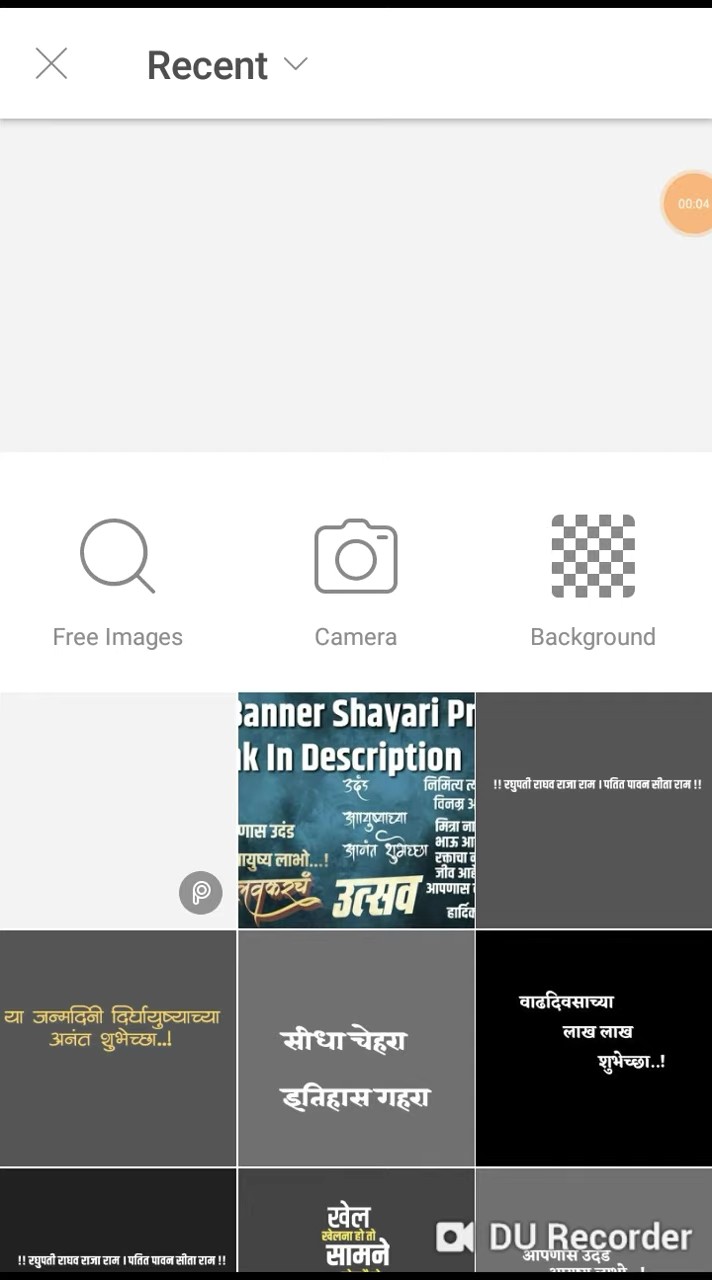 Recent
00:04
Free Images
Camera
Background
Banner Shayari Pr
k In Description
उदंड
आयुष्याच्या
अनंत शुभेच्छा
णास उदंड
ायुष्य लाभो...!
लवकरचं
उत्सव
निमित्य त्
विनम्र अ
मित्रा ना
भाऊ आ
रक्ताचा
जीव आहे
आपणास
हार्दि
!! रघुपती राघव राजा राम । पतित पावन सीता राम !!
या जन्मदिनी दिर्घायुष्याच्या
अनंत शुभेच्छा..!
सीधा चेहरा
इतिहास गहरा
वाढदिवसाच्या
लाख लाख
शुभेच्छा..!
!! रघुपती राघव राजा राम । पतित पावन सीता राम !!
खेल
खेलना हो तो
सामने
आपणास उदंड
DU Recorder